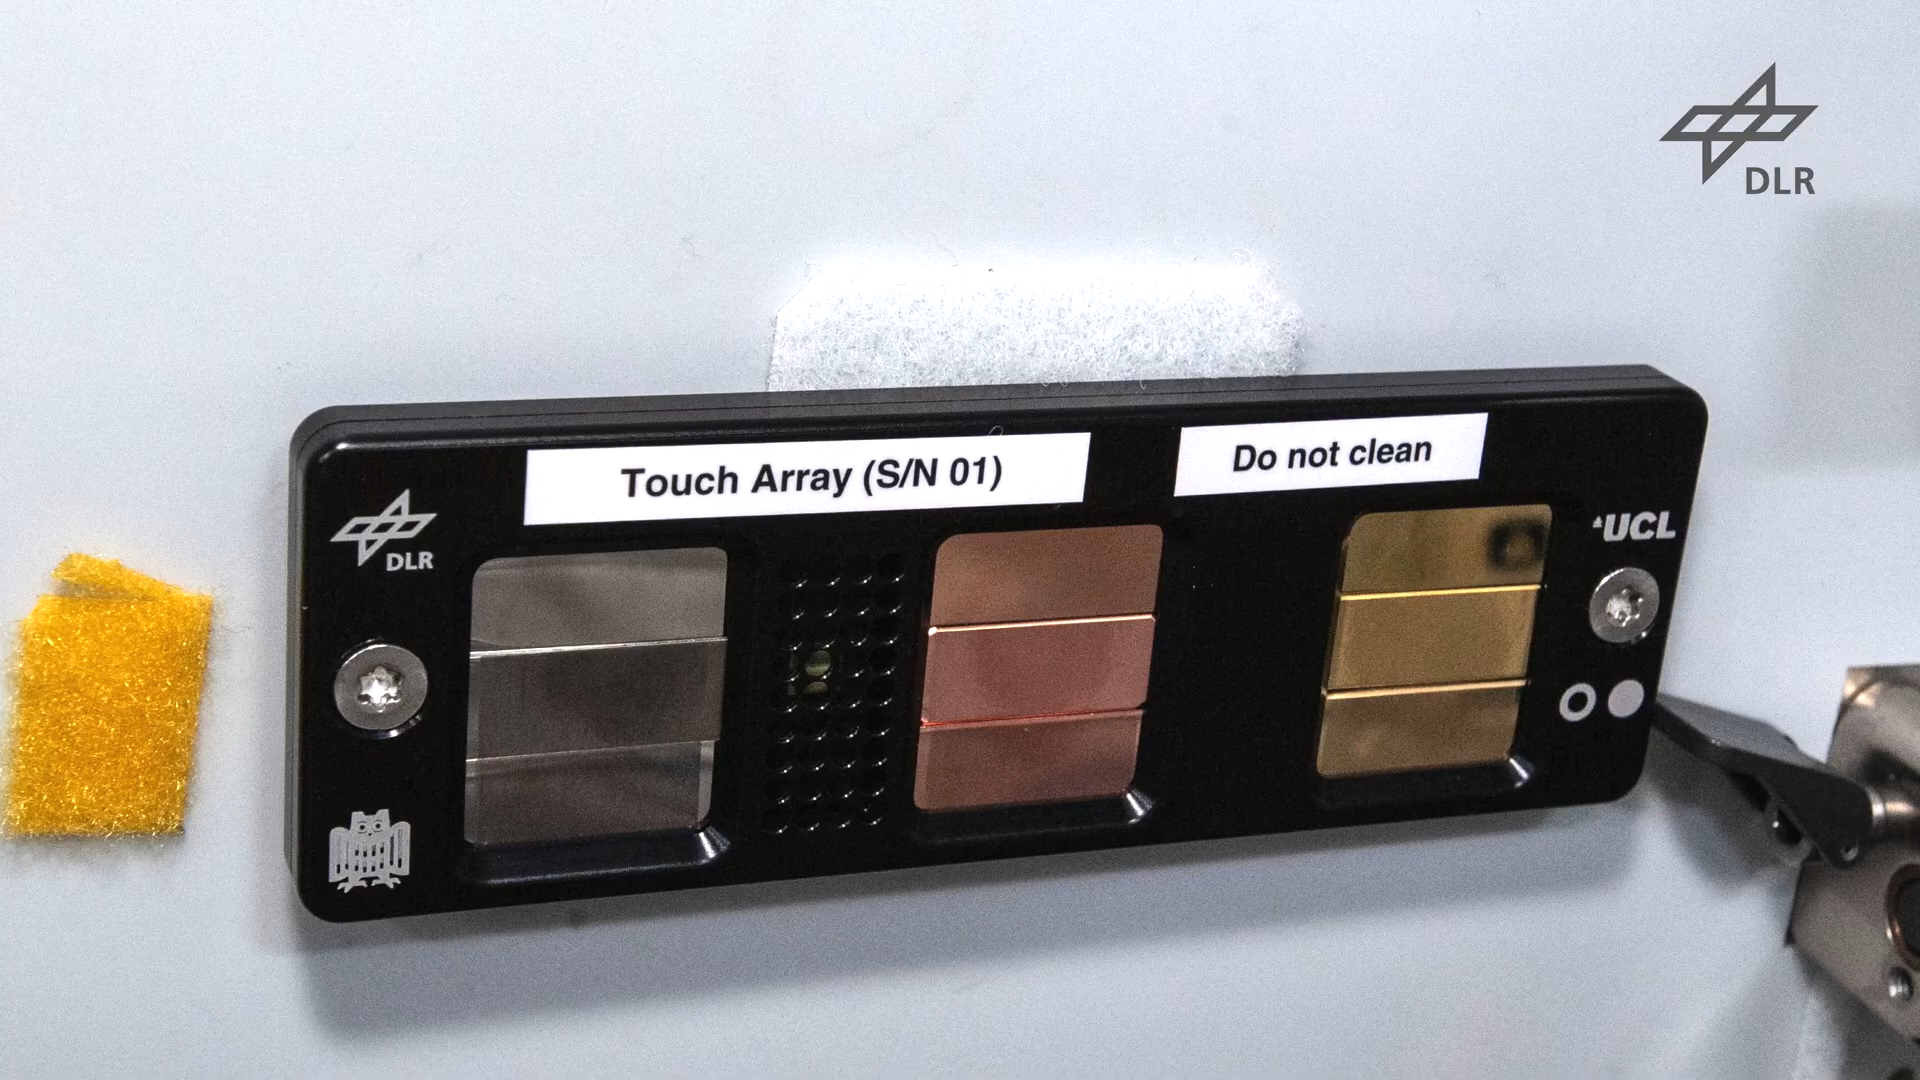 DLR
Touch Array (S/N 01)
Do not clean
DLR
UCL